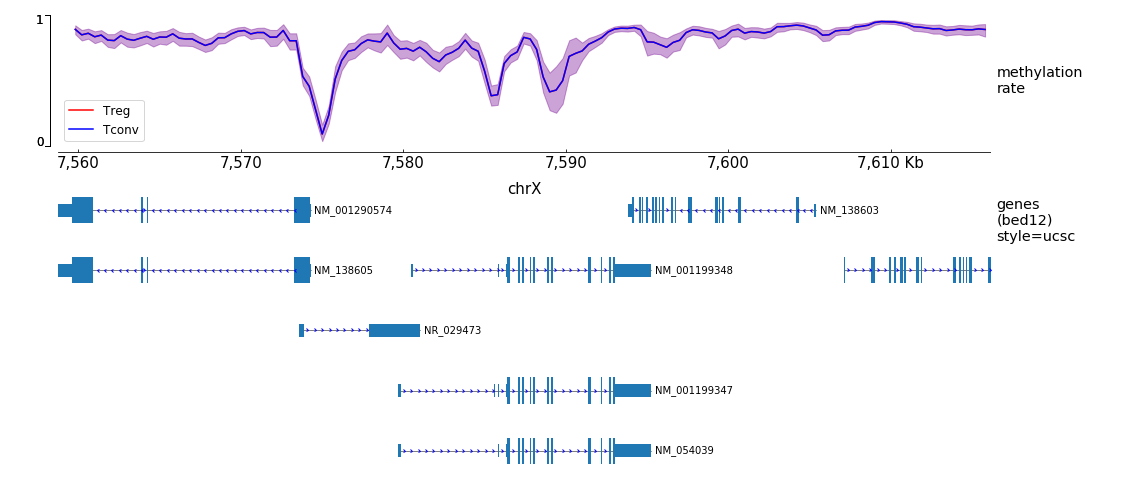 1
0
Treg
Tconv
methylation
rate
7,560 7,570 7,580 7,590 7,600 7,610 Kb
chrX
NM_001290574
NM_138603
genes
(bed12)
style=ucsc
NM_138605
NM_001199348
NR_029473
NM_001199347
NM_054039